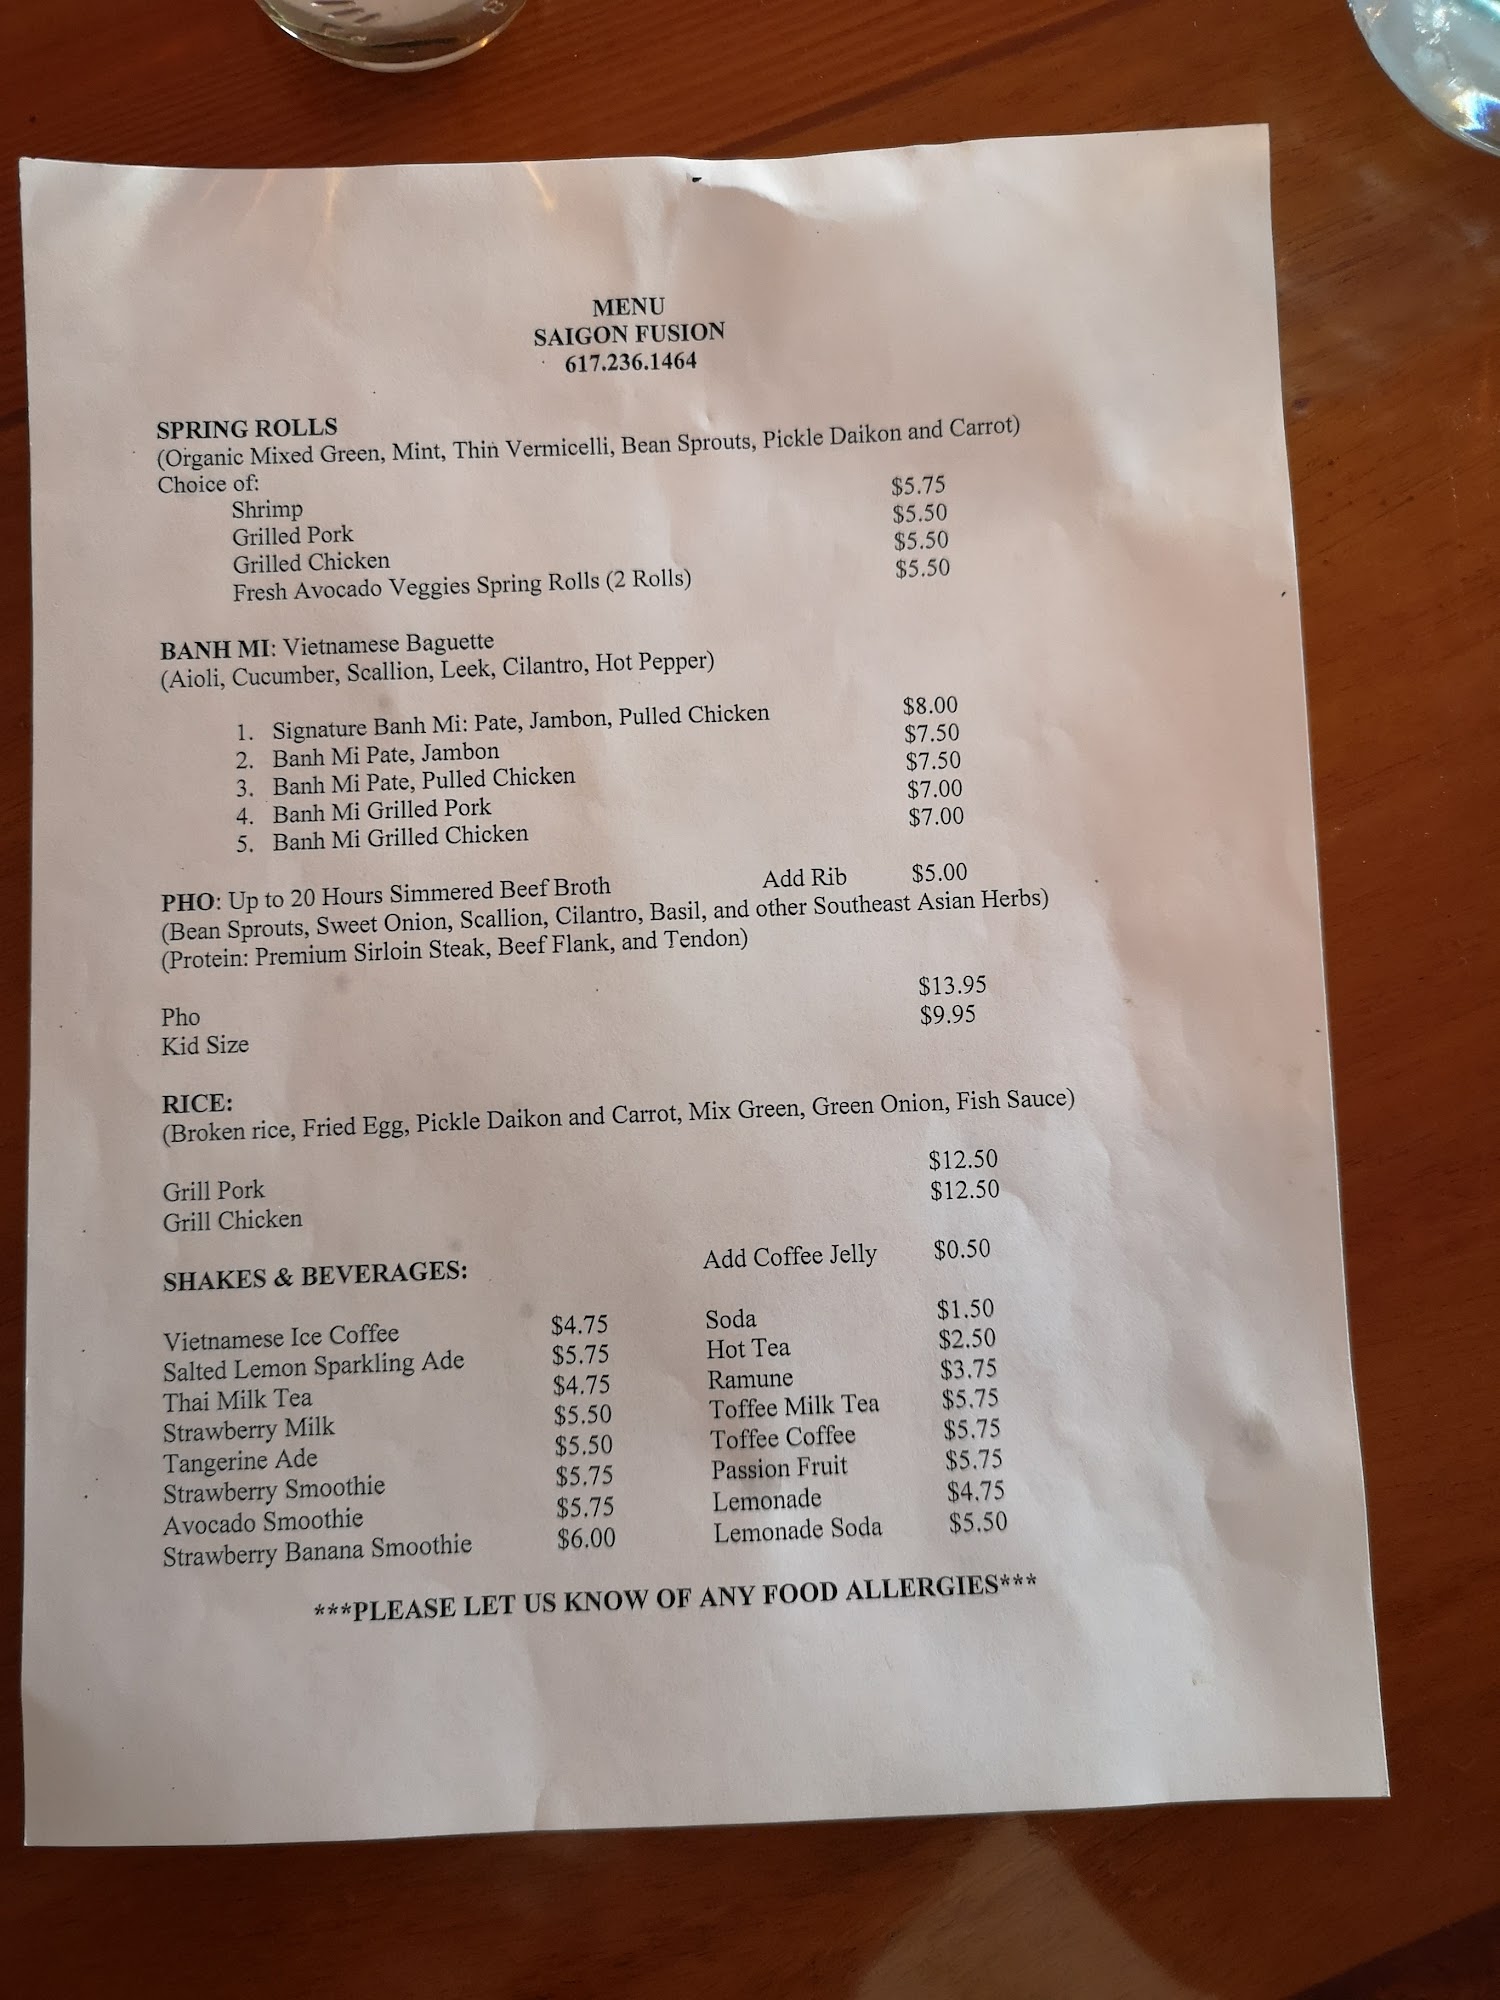 MENU
SAIGON FUSION
617.236.1464
SPRING ROLLS
(Organic Mixed Green, Mint, Thin Vermicelli, Bean Sprouts, Pickle Daikon and Carrot)
Choice of:
Shrimp $5.75
Grilled Pork $5.50
Grilled Chicken $5.50
Fresh Avocado Veggies Spring Rolls (2 Rolls) $5.50
BANH MI: Vietnamese Baguette
(Aioli, Cucumber, Scallion, Leek, Cilantro, Hot Pepper)
1. Signature Banh Mi: Pate, Jambon, Pulled Chicken $8.00
2. Banh Mi Pate, Jambon $7.50
3. Banh Mi Pate, Pulled Chicken $7.50
4. Banh Mi Grilled Pork $7.00
5. Banh Mi Grilled Chicken $7.00
PHO: Up to 20 Hours Simmered Beef Broth Add Rib $5.00
(Bean Sprouts, Sweet Onion, Scallion, Cilantro, Basil, and other Southeast Asian Herbs)
(Protein: Premium Sirloin Steak, Beef Flank, and Tendon)
Pho $13.95
Kid Size $9.95
RICE:
(Broken rice, Fried Egg, Pickle Daikon and Carrot, Mix Green, Green Onion, Fish Sauce)
Grill Pork $12.50
Grill Chicken $12.50
SHAKES & BEVERAGES: Add Coffee Jelly $0.50
Vietnamese Ice Coffee $4.75 Soda $1.50
Salted Lemon Sparkling Ade $5.75 Hot Tea $2.50
Thai Milk Tea $4.75 Ramune $3.75
Strawberry Milk $5.50 Toffee Milk Tea $5.75
Tangerine Ade $5.50 Toffee Coffee $5.75
Strawberry Smoothie $5.75 Passion Fruit $5.75
Avocado Smoothie $5.75 Lemonade $4.75
Strawberry Banana Smoothie $6.00 Lemonade Soda $5.50
***PLEASE LET US KNOW OF ANY FOOD ALLERGIES***